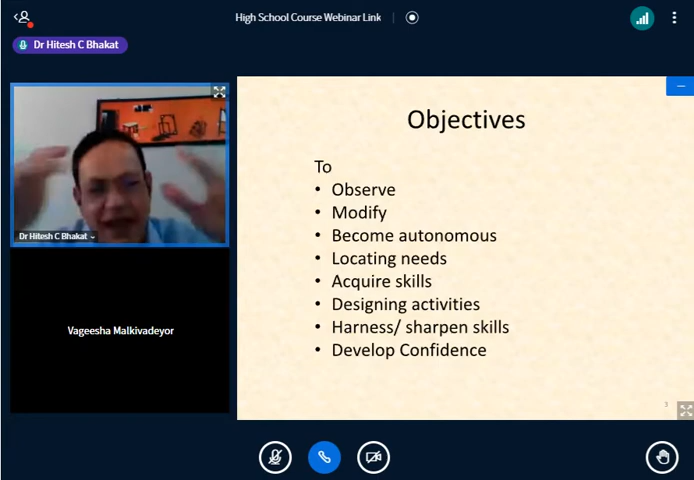 High School Course Webinar Link
Dr Hitesh C Bhakat
Dr Hitesh C Bhakat
Vageesha Malkivadeyor
Objectives
To
• Observe
• Modify
• Become autonomous
• Locating needs
• Acquire skills
• Designing activities
• Harness/ sharpen skills
• Develop Confidence
3